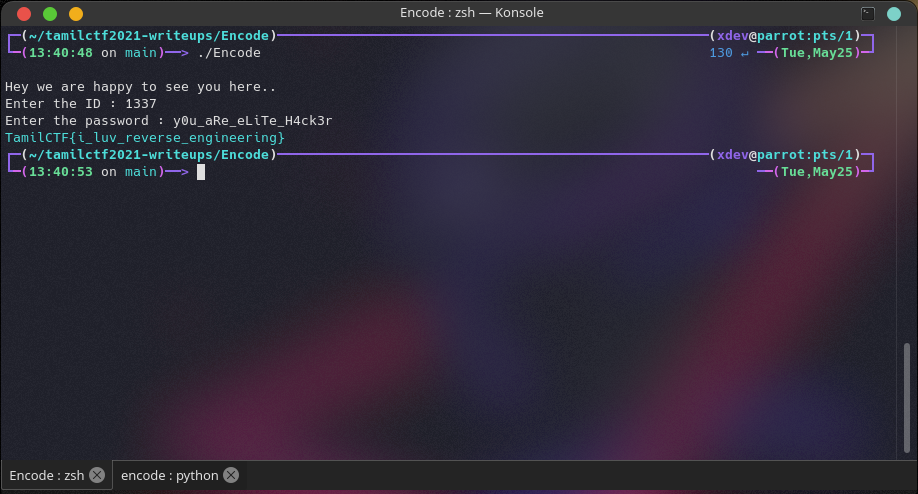 Encode : zsh — Konsole
(~/tamilctf2021-writeups/Encode) (xdev@parrot:pts/1)
(13:40:48 on main)──> ./Encode 130 ↵ ──(Tue,May25)
Hey we are happy to see you here..
Enter the ID : 1337
Enter the password : y0u_aRe_eLiTe_H4ck3r
TamilCTF{i_luv_reverse_engineering}
(~/tamilctf2021-writeups/Encode) (xdev@parrot:pts/1)
(13:40:53 on main)──> ──(Tue,May25)
Encode : zsh encode : python